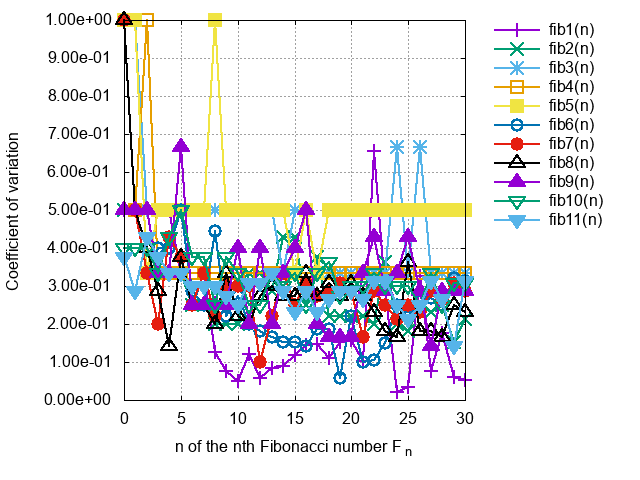 1.00e+00
9.00e-01
8.00e-01
7.00e-01
6.00e-01
5.00e-01
4.00e-01
3.00e-01
2.00e-01
1.00e-01
0.00e+00
Coefficient of variation
0 5 10 15 20 25 30
n of the nth Fibonacci number F n
fib1(n)
fib2(n)
fib3(n)
fib4(n)
fib5(n)
fib6(n)
fib7(n)
fib8(n)
fib9(n)
fib10(n)
fib11(n)